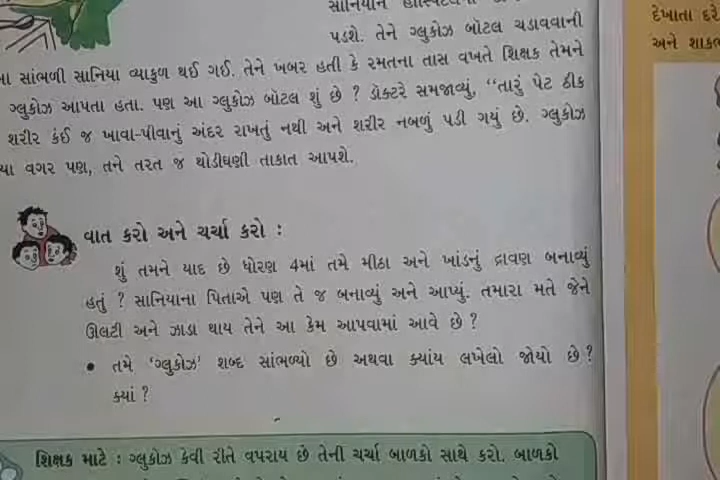 સાનિયાને
પડશે. તેને ગ્લુકોઝ બૉટલ ચડાવવાની
આ સાંભળી સાનિયા વ્યાકુળ થઈ ગઈ. તેને ખબર હતી કે રમતના તાસ વખતે શિક્ષક તેમને
ગ્લુકોઝ આપતા હતા. પણ આ ગ્લુકોઝ બૉટલ શું છે ? ડૉક્ટરે સમજાવ્યું, “તારું પેટ ઠીક
શરીર કંઈ જ ખાવા-પીવાનું અંદર રાખતું નથી અને શરીર નબળું પડી ગયું છે. ગ્લુકોઝ
વગર પણ, તને તરત જ થોડીઘણી તાકાત આપશે.
વાત કરો અને ચર્ચા કરો :
શું તમને યાદ છે ધોરણ 4માં તમે મીઠા અને ખાંડનું દ્રાવણ બનાવ્યું
હતું ? સાનિયાના પિતાએ પણ તે જ બનાવ્યું અને આપ્યું. તમારા મતે જેને
ઊલટી અને ઝાડા થાય તેને આ કેમ આપવામાં આવે છે ?
• તમે ‘ગ્લુકોઝ’ શબ્દ સાંભળ્યો છે અથવા ક્યાંય લખેલો જોયો છે ?
ક્યાં ?
શિક્ષક માટે : ગ્લુકોઝ કેવી રીતે વપરાય છે તેની ચર્ચા બાળકો સાથે કરો. બાળકો
દેખાતા દરે
અને શાકભ